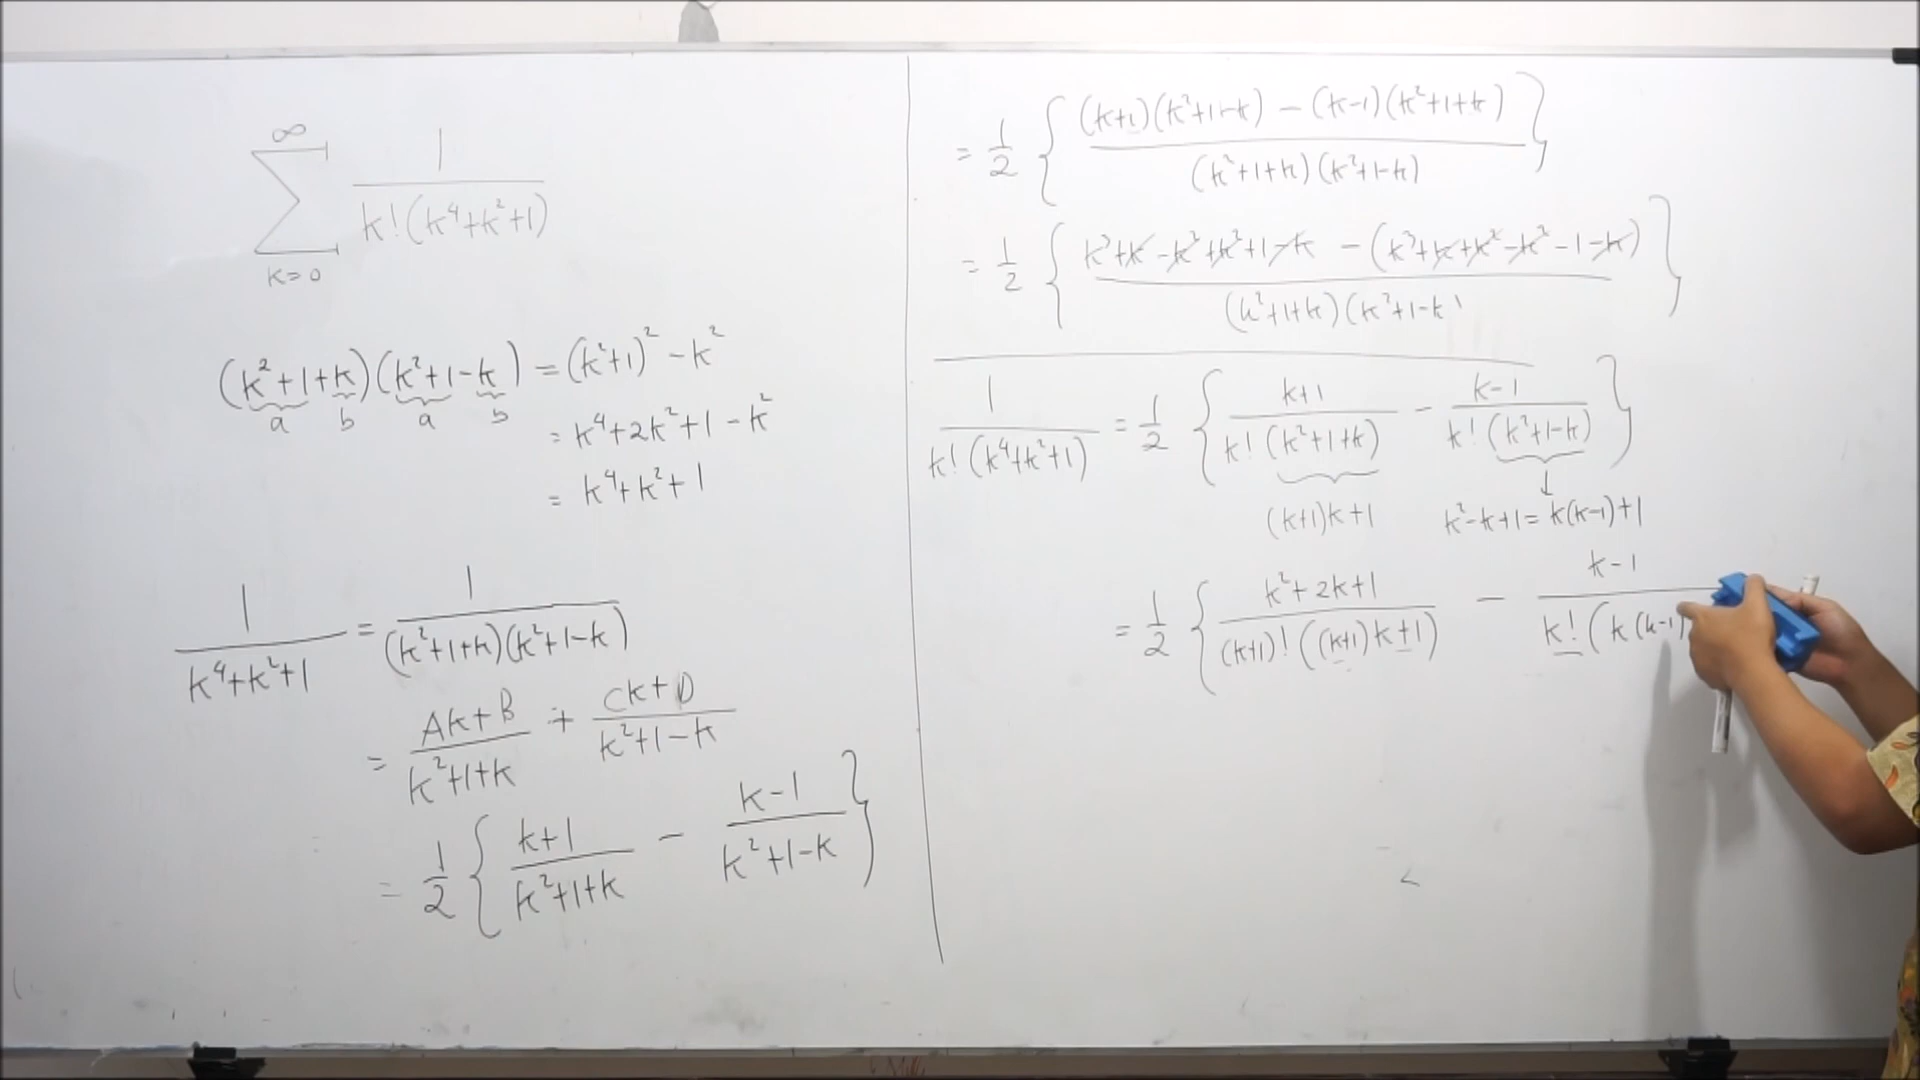 ∞
∑ 1 / k!(k⁴+k²+1)
k=0
(k²+1+k)(k²+1-k) = (k²+1)² - k²
a b a b
= k⁴+2k²+1-k²
= k⁴+k²+1
1 / k⁴+k²+1 = 1 / (k²+1+k)(k²+1-k)
= Ak+B / k²+1+k + Ck+D / k²+1-k
= 1/2 { k+1 / k²+1+k - k-1 / k²+1-k }
= 1/2 { (k+1)(k²+1-k) - (k-1)(k²+1+k) / (k²+1+k)(k²+1-k) }
= 1/2 { k³+k-k²+k²+1-k - (k³+k+k²-k²-1-k) / (k²+1+k)(k²+1-k) }
1 / k!(k⁴+k²+1) = 1/2 { k+1 / k!(k²+1+k) - k-1 / k!(k²+1-k) }
↓
(k+1)k+1 k²-k+1 = k(k-1)+1
= 1/2 { k²+2k+1 / (k+1)!((k+1)k+1) - k-1 / k!(k(k-1)